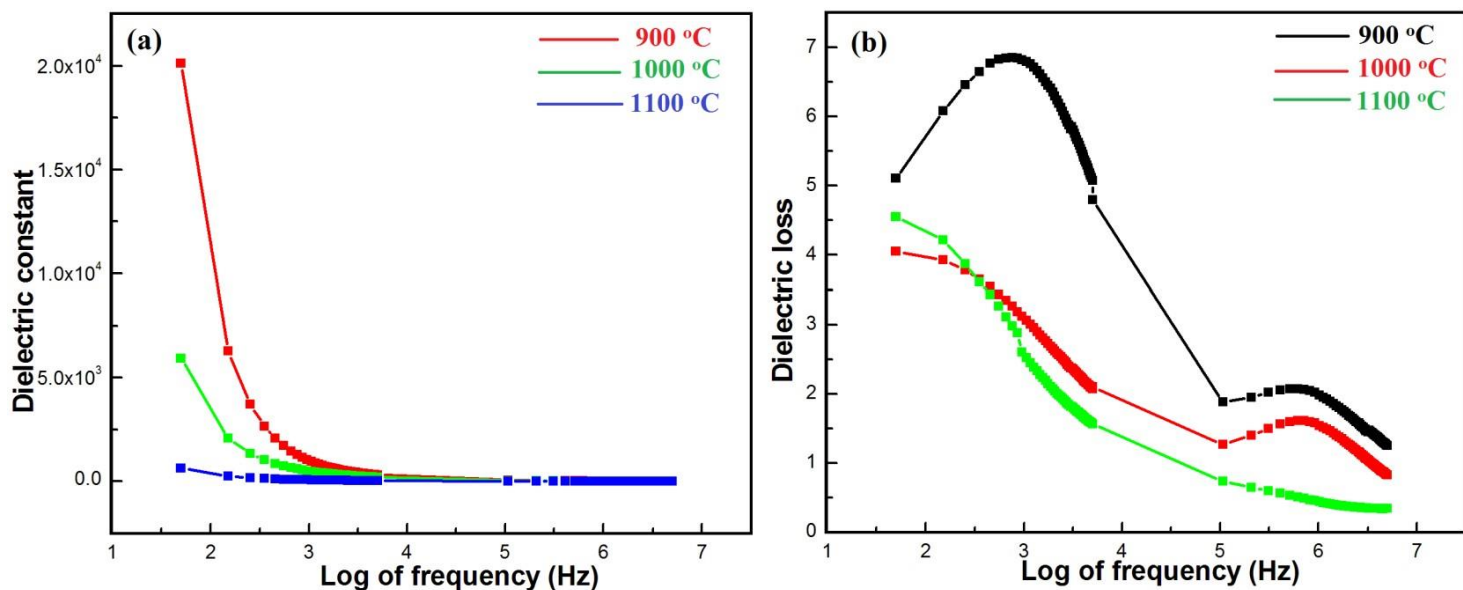 (a)
900 °C
1000 °C
1100 °C
2.0x10⁴
1.5x10⁴
1.0x10⁴
5.0x10³
0.0
Dielectric constant
1 2 3 4 5 6 7
Log of frequency (Hz)
(b)
900 °C
1000 °C
1100 °C
7
6
5
4
3
2
1
0
Dielectric loss
1 2 3 4 5 6 7
Log of frequency (Hz)